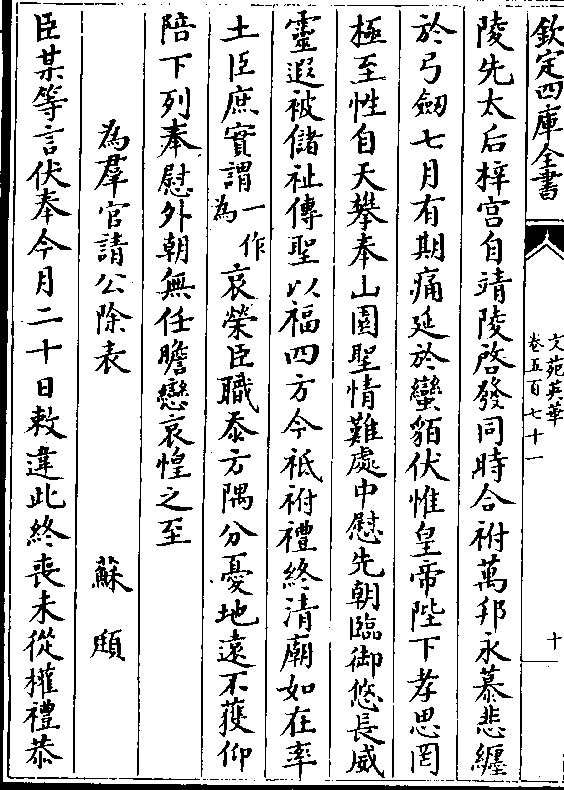 欽定四庫全書
文苑英華
卷五百七十一
十
陵先太后梓宫自靖陵啓發同時合祔萬邦永慕悲纏
於弓劔七月有期痛延於蠻貊伏惟皇帝陛下孝思罔
極至性自天攀奉山園聖情難處中慰先朝臨御悠長威
靈遐被儲祉傳聖以福四方今祗祔禮終清廟如在率
土臣庶實謂一作為哀榮臣職忝方隅分憂地遠不獲仰
陪下列奉慰外朝無任瞻戀哀惶之至
為羣官請公除表 蘇頲
臣某等言伏奉今月二十日敕違此終喪未從權禮恭